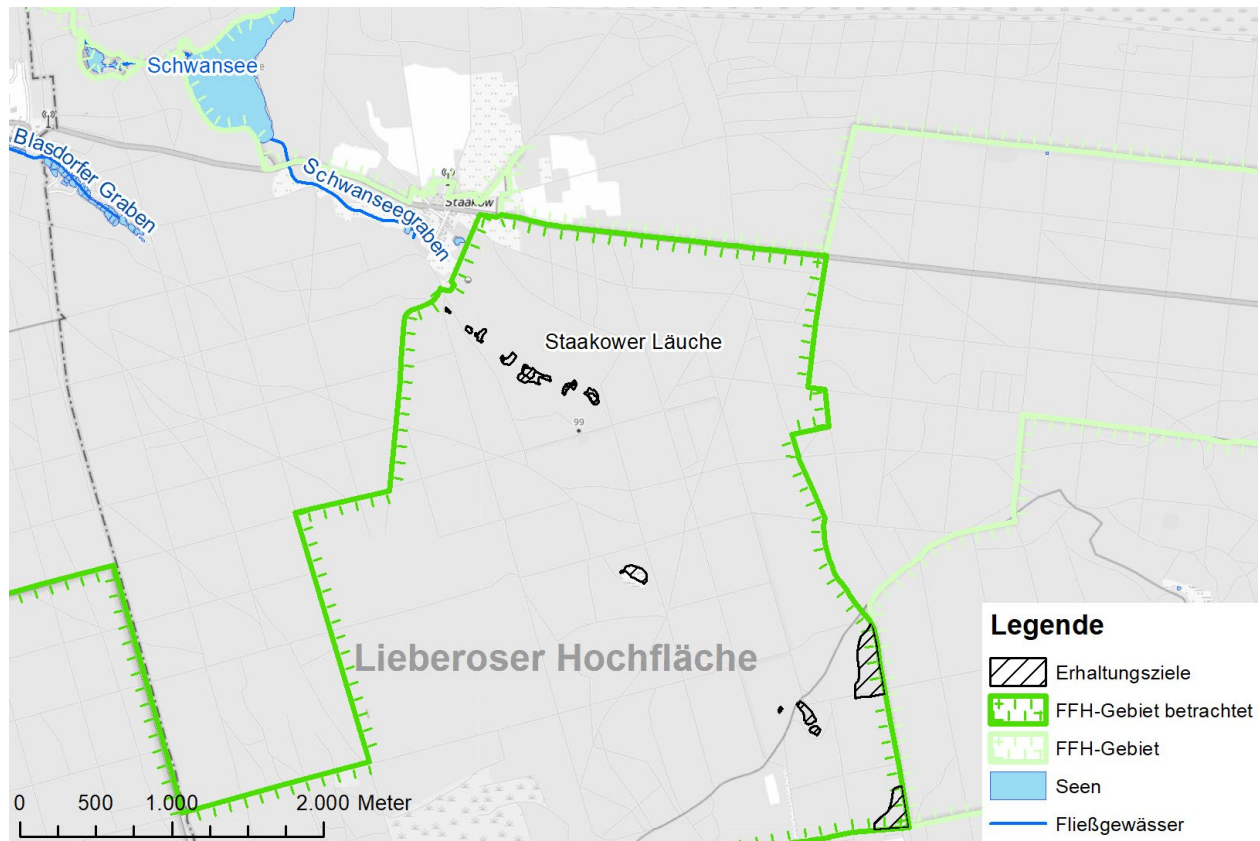 Schwansee
Blasdorfer Graben
Schwanseegraben
Staakow
Staakower Läuche
99
Lieberoser Hochfläche
0 500 1.000 2.000 Meter
Legende
Erhaltungsziele
FFH-Gebiet betrachtet
FFH-Gebiet
Seen
Fließgewässer